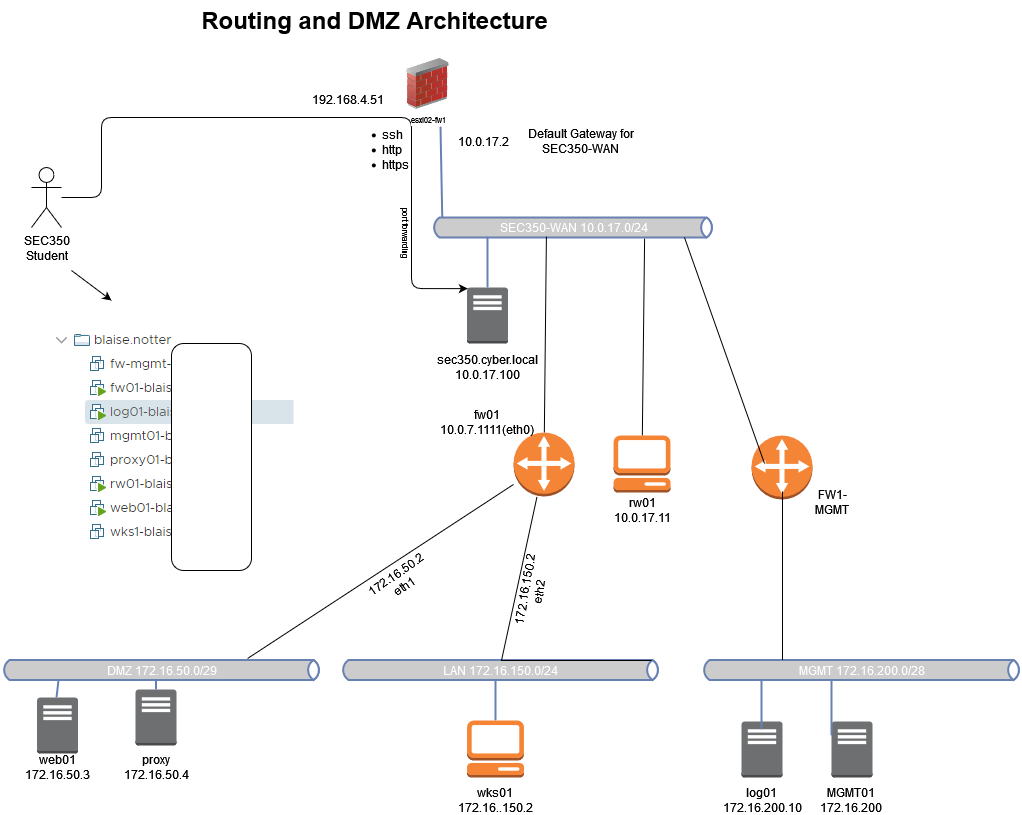 Routing and DMZ Architecture
192.168.4.51
esxi02-fw1
ssh
http
https
10.0.17.2
Default Gateway for
SEC350-WAN
port forwarding
SEC350-WAN 10.0.17.0/24
SEC350
Student
blaise.notter
fw-mgmt-
fw01-blais
log01-blais
mgmt01-b
proxy01-b
rw01-blais
web01-bla
wks1-blais
sec350.cyber.local
10.0.17.100
fw01
10.0.7.1111(eth0)
rw01
10.0.17.11
FW1-
MGMT
172.16.50.2
eth1
172.16.150.2
eth2
DMZ 172.16.50.0/29
LAN 172.16.150.0/24
MGMT 172.16.200.0/28
web01
172.16.50.3
proxy
172.16.50.4
wks01
172.16..150.2
log01
172.16.200.10
MGMT01
172.16.200